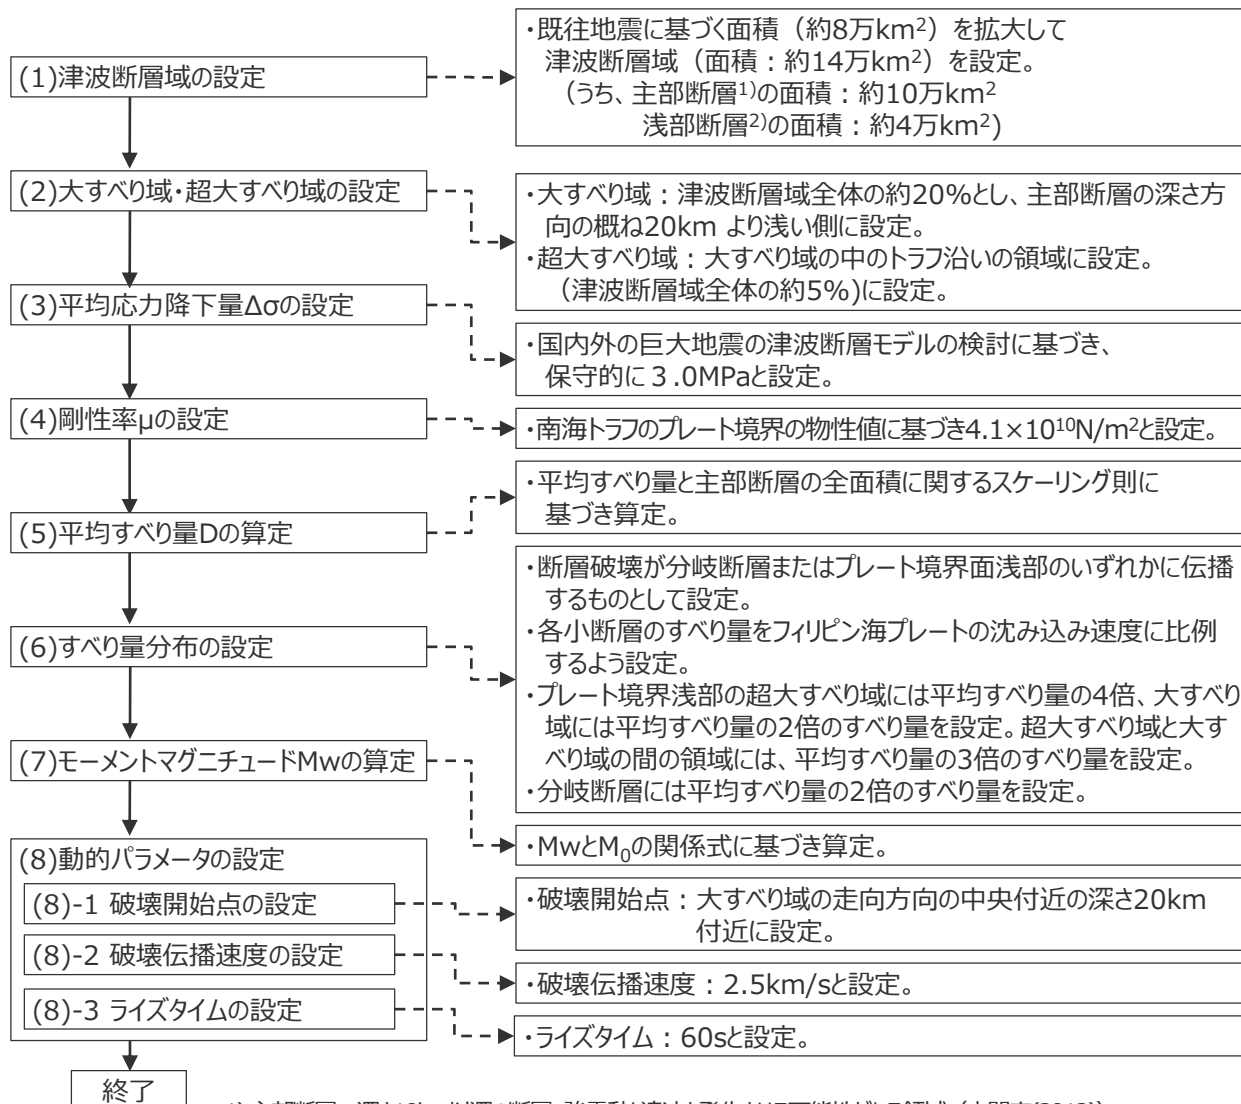 (1)津波断層域の設定
・既往地震に基づく面積（約8万km²）を拡大して
津波断層域（面積：約14万km²）を設定。
（うち、主部断層¹⁾の面積：約10万km²
浅部断層²⁾の面積：約4万km²)
(2)大すべり域・超大すべり域の設定
・大すべり域：津波断層域全体の約20%とし、主部断層の深さ方
向の概ね20km より浅い側に設定。
・超大すべり域：大すべり域の中のトラフ沿いの領域に設定。
（津波断層域全体の約5%)に設定。
(3)平均応力降下量Δσの設定
・国内外の巨大地震の津波断層モデルの検討に基づき、
保守的に３.0MPaと設定。
(4)剛性率μの設定
・南海トラフのプレート境界の物性値に基づき4.1×10¹⁰N/m²と設定。
(5)平均すべり量Dの算定
・平均すべり量と主部断層の全面積に関するスケーリング則に
基づき算定。
(6)すべり量分布の設定
・断層破壊が分岐断層またはプレート境界面浅部のいずれかに伝播
するものとして設定。
・各小断層のすべり量をフィリピン海プレートの沈み込み速度に比例
するよう設定。
・プレート境界浅部の超大すべり域には平均すべり量の4倍、大すべり
域には平均すべり量の2倍のすべり量を設定。超大すべり域と大す
べり域の間の領域には、平均すべり量の3倍のすべり量を設定。
・分岐断層には平均すべり量の2倍のすべり量を設定。
(7)モーメントマグニチュードMwの算定
・MwとM₀の関係式に基づき算定。
(8)動的パラメータの設定
(8)-1 破壊開始点の設定
・破壊開始点：大すべり域の走向方向の中央付近の深さ20km
付近に設定。
(8)-2 破壊伝播速度の設定
・破壊伝播速度：2.5km/sと設定。
(8)-3 ライズタイムの設定
・ライズタイム：60sと設定。
終了